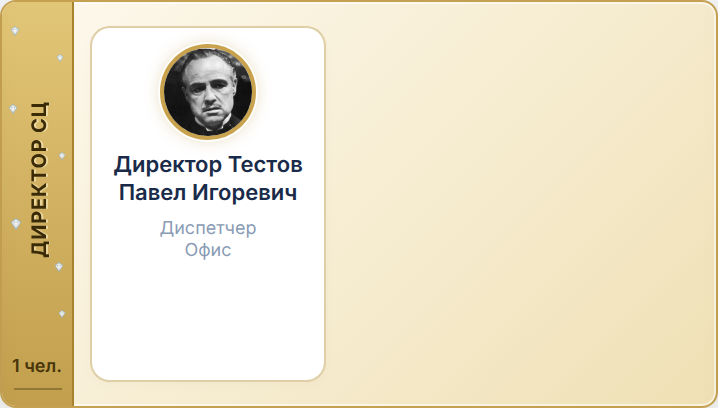 ДИРЕКТОР СЦ
1 чел.
Директор Тестов
Павел Игоревич
Диспетчер
Офис